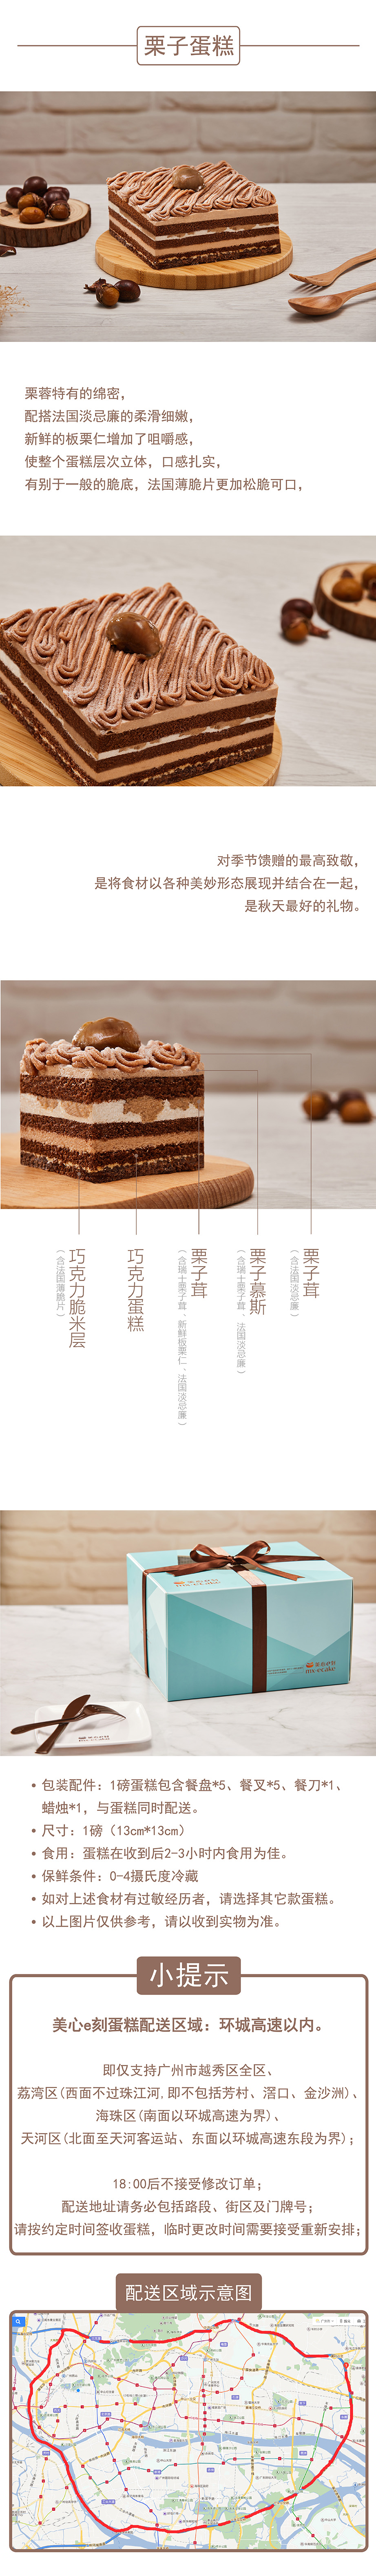 栗子蛋糕
栗蓉特有的绵密，
配搭法国淡忌廉的柔滑细嫩，
新鲜的板栗仁增加了咀嚼感，
使整个蛋糕层次立体，口感扎实，
有别于一般的脆底，法国薄脆片更加松脆可口，
对季节馈赠的最高致敬，
是将食材以各种美妙形态展现并结合在一起，
是秋天最好的礼物。
巧克力脆米层
（含法国薄脆片）
巧克力蛋糕
栗子茸
（含瑞士栗子茸、新鲜板栗仁、法国淡忌廉）
栗子慕斯
（含瑞士栗子茸、法国淡忌廉）
栗子茸
（含法国淡忌廉）
美心e刻
mx·ecake
美心e刻
mx·ecake
• 包装配件：1磅蛋糕包含餐盘*5、餐叉*5、餐刀*1、
蜡烛*1，与蛋糕同时配送。
• 尺寸：1磅（13cm*13cm）
• 食用：蛋糕在收到后2-3小时内食用为佳。
• 保鲜条件：0-4摄氏度冷藏
• 如对上述食材有过敏经历者，请选择其它款蛋糕。
• 以上图片仅供参考，请以收到实物为准。
小提示
美心e刻蛋糕配送区域：环城高速以内。
即仅支持广州市越秀区全区、
荔湾区(西面不过珠江河,即不包括芳村、滘口、金沙洲)、
海珠区(南面以环城高速为界)、
天河区(北面至天河客运站、东面以环城高速东段为界)；
18:00后不接受修改订单；
配送地址请务必包括路段、街区及门牌号；
请按约定时间签收蛋糕，临时更改时间需要接受重新安排；
配送区域示意图